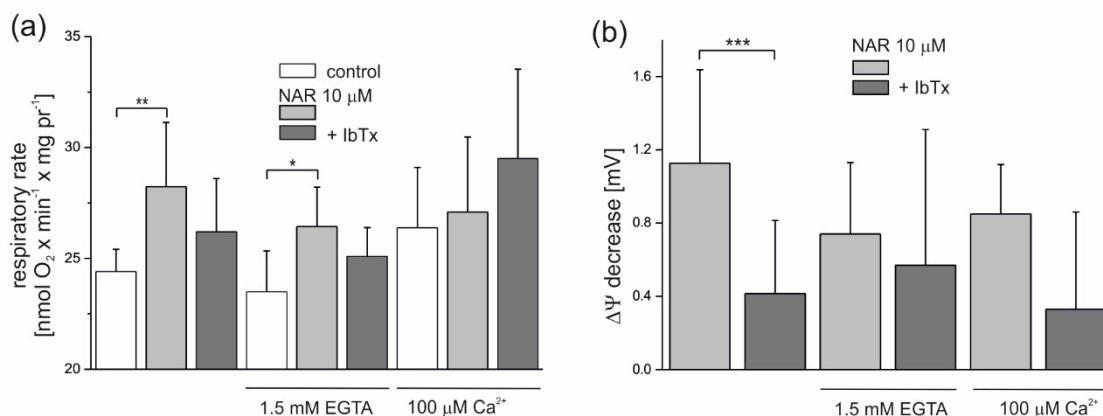 (a)
35
30
25
20
respiratory rate
[nmol O₂ x min⁻¹ x mg pr⁻¹]
**
*
control
NAR 10 µM
+ IbTx
1.5 mM EGTA
100 µM Ca²⁺
(b)
1.6
1.2
0.8
0.4
0.0
ΔΨ decrease [mV]
***
NAR 10 µM
+ IbTx
1.5 mM EGTA
100 µM Ca²⁺